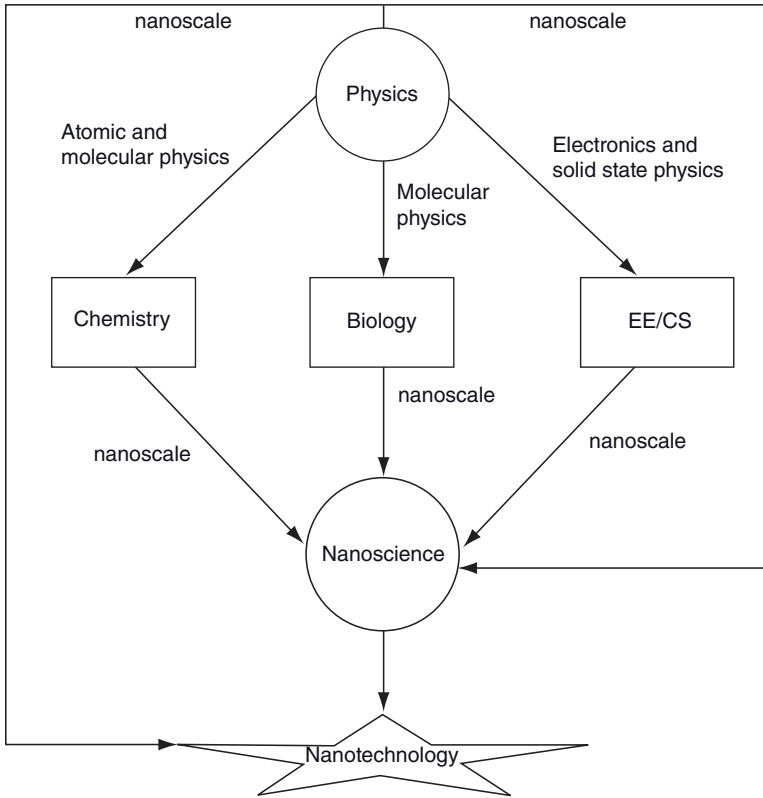 nanoscale
nanoscale
Physics
Atomic and
molecular physics
Electronics and
solid state physics
Molecular
physics
Chemistry
Biology
EE/CS
nanoscale
nanoscale
nanoscale
Nanoscience
Nanotechnology